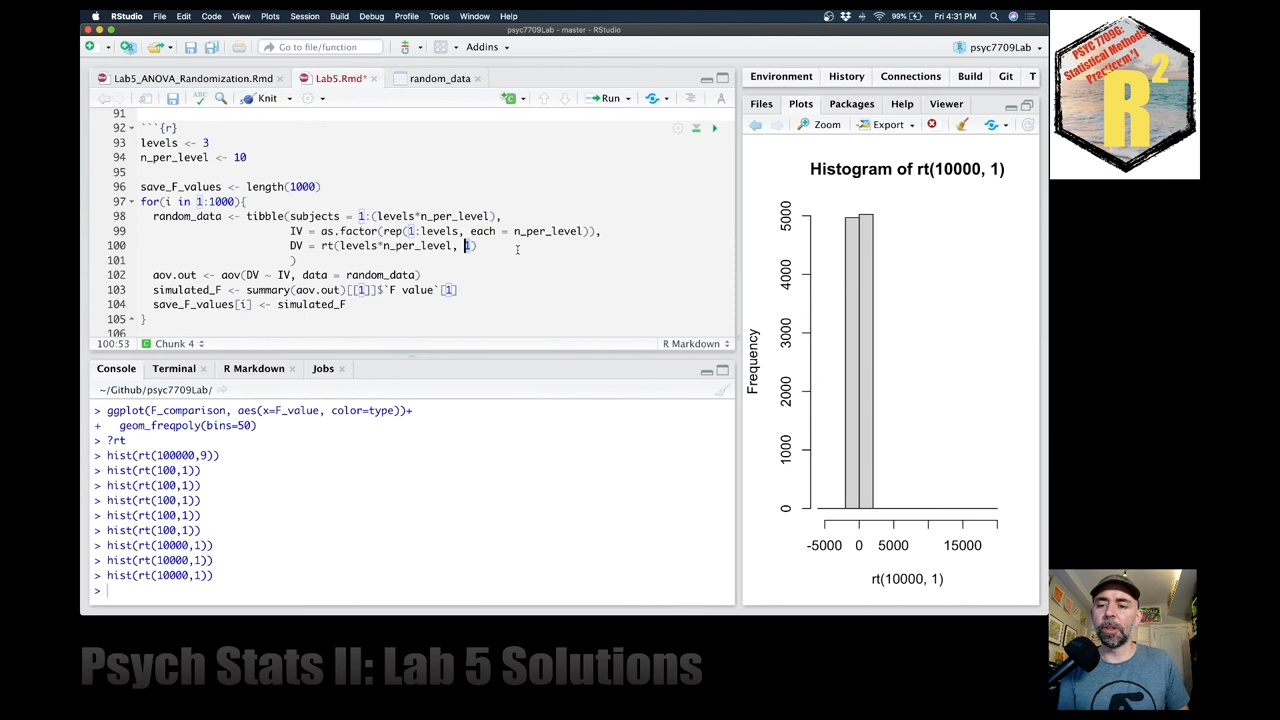 RStudio File Edit Code View Plots Session Build Debug Profile Tools Window Help 99% Fri 4:31 PM
psyc7709Lab - master - RStudio
Go to file/function Addins psyc7709Lab
Lab5_ANOVA_Randomization.Rmd Lab5.Rmd* random_data
Knit Run
91
92 ```{r}
93 levels <- 3
94 n_per_level <- 10
95
96 save_F_values <- length(1000)
97 for(i in 1:1000){
98 random_data <- tibble(subjects = 1:(levels*n_per_level),
99 IV = as.factor(rep(1:levels, each = n_per_level)),
100 DV = rt(levels*n_per_level, 1)
101 )
102 aov.out <- aov(DV ~ IV, data = random_data)
103 simulated_F <- summary(aov.out)[[1]]$`F value`[1]
104 save_F_values[i] <- simulated_F
105 }
106
100:53 Chunk 4 R Markdown
Console Terminal R Markdown Jobs
~/Github/psyc7709Lab/
> ggplot(F_comparison, aes(x=F_value, color=type))+
+ geom_freqpoly(bins=50)
> ?rt
> hist(rt(100000,9))
> hist(rt(100,1))
> hist(rt(100,1))
> hist(rt(100,1))
> hist(rt(100,1))
> hist(rt(100,1))
> hist(rt(10000,1))
> hist(rt(10000,1))
> hist(rt(10000,1))
>
Environment History Connections Build Git T
Files Plots Packages Help Viewer
Zoom Export
Histogram of rt(10000, 1)
5000
4000
3000
2000
1000
0
Frequency
-5000 0 5000 15000
rt(10000, 1)
PSYC 7709G:
Statistical Methods
R2
Psych Stats II: Lab 5 Solutions